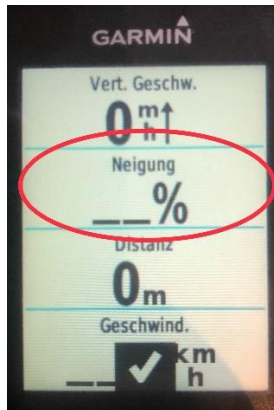 GARMIN
Vert. Geschw.
0 m/h↑
Neigung
__%
Distanz
0m
Geschwind.
__ km/h